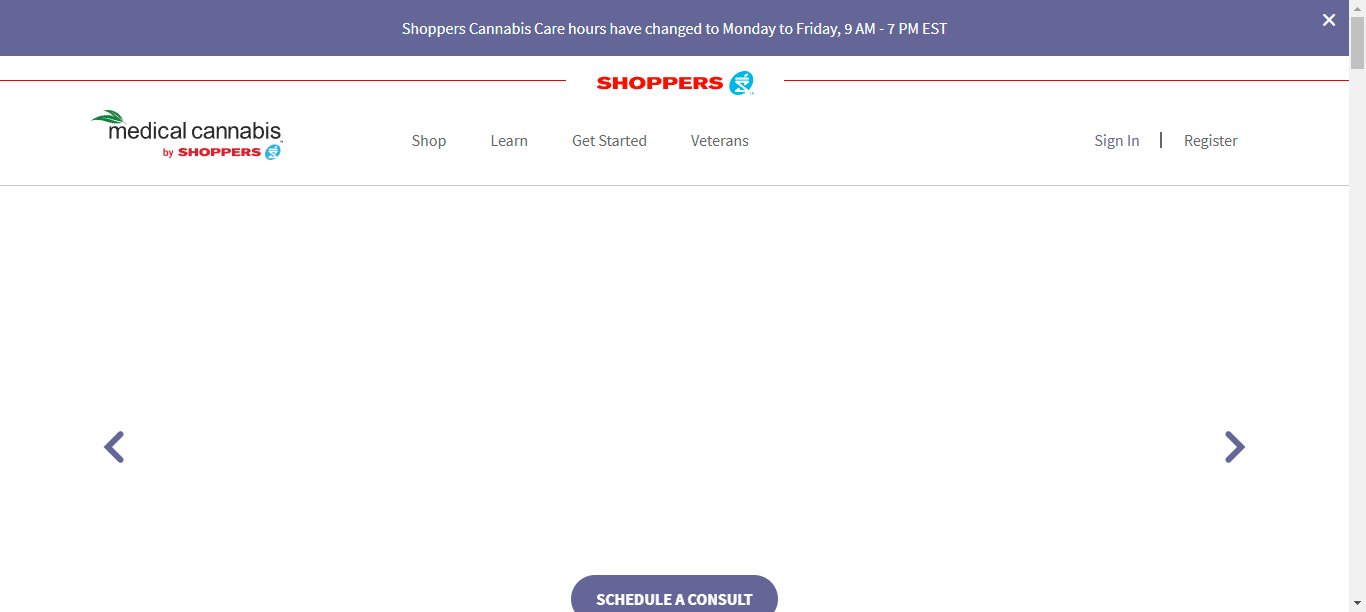 Shoppers Cannabis Care hours have changed to Monday to Friday, 9 AM - 7 PM EST
SHOPPERS
medical cannabis
by SHOPPERS
Shop Learn Get Started Veterans Sign In Register
SCHEDULE A CONSULT